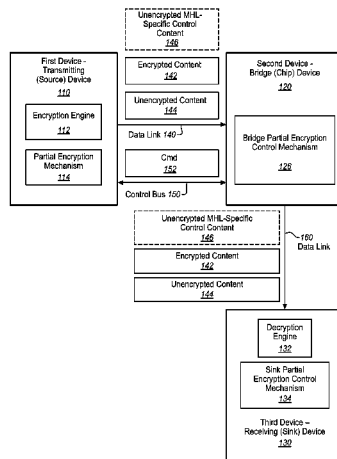 Unencrypted MHL-
Specific Control
Content
146
First Device -
Transmitting
(Source) Device
110
Encryption Engine
112
Partial Encryption
Mechanism
114
Encrypted Content
142
Unencrypted Content
144
Data Link 140
Cmd
152
Control Bus 150
Second Device -
Bridge (Chip) Device
120
Bridge Partial Encryption
Control Mechanism
126
Unencrypted MHL-Specific
Control Content
146
Encrypted Content
142
Unencrypted Content
144
160
Data Link
Decryption
Engine
132
Sink Partial
Encryption Control
Mechanism
134
Third Device –
Receiving (Sink) Device
130